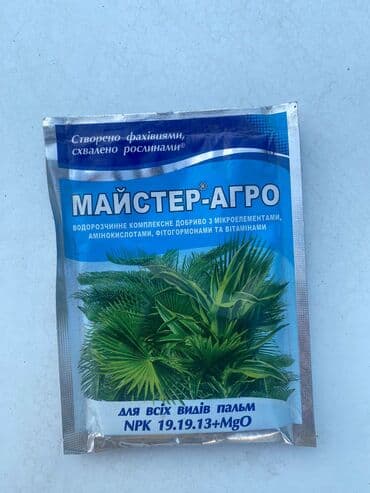 Створено фахівцями,
схвалено рослинами®
МАЙСТЕР®-АГРО
ВОДОРОЗЧИННЕ КОМПЛЕКСНЕ ДОБРИВО З МІКРОЕЛЕМЕНТАМИ,
АМІНОКИСЛОТАМИ, ФІТОГОРМОНАМИ ТА ВІТАМІНАМИ
для всіх видів пальм
NPK 19.19.13+MgO